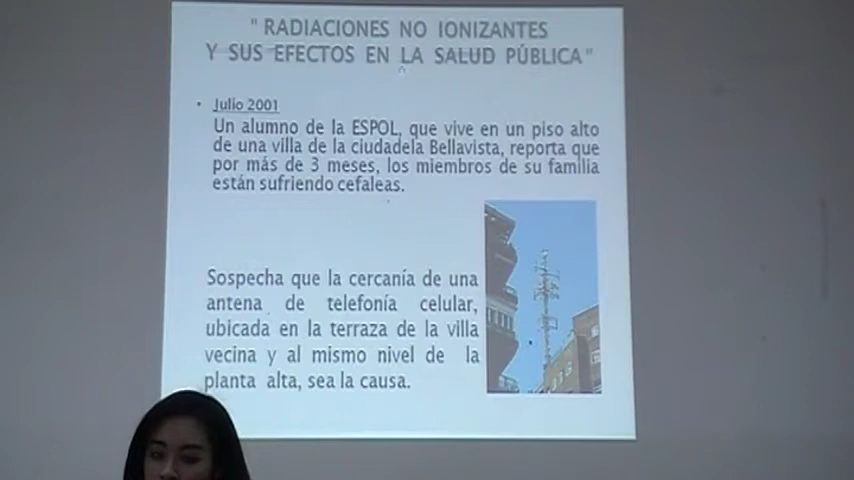 " RADIACIONES NO IONIZANTES
Y SUS EFECTOS EN LA SALUD PÚBLICA"
• Julio 2001
Un alumno de la ESPOL, que vive en un piso alto
de una villa de la ciudadela Bellavista, reporta que
por más de 3 meses, los miembros de su familia
están sufriendo cefaleas.
Sospecha que la cercanía de una
antena de telefonía celular,
ubicada en la terraza de la villa
vecina y al mismo nivel de la
planta alta, sea la causa.